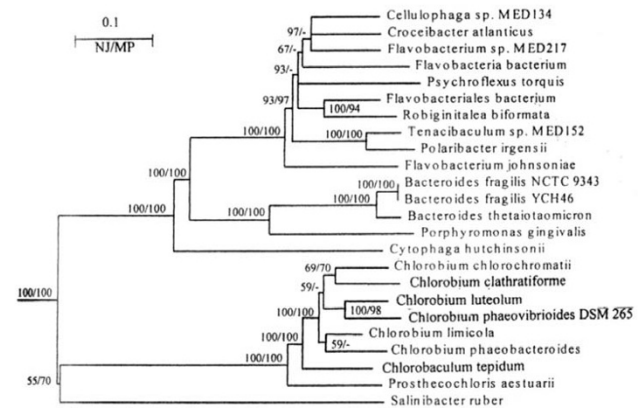 0.1
NJ/MP
Cellulophaga sp. MED134
97/-
Croceibacter atlanticus
67/-
Flavobacterium sp. MED217
Flavobacteria bacterium
93/-
Psychroflexus torquis
93/97
Flavobacteriales bacterium
100/94
Robiginitalea biformata
100/100
Tenacibaculum sp. MED152
100/100
Polaribacter irgensii
Flavobacterium johnsoniae
100/100
100/100
Bacteroides fragilis NCTC 9343
Bacteroides fragilis YCH46
100/100
100/100
100/100
Bacteroides thetaiotaomicron
Porphyromonas gingivalis
Cytophaga hutchinsonii
69/70
Chlorobium chlorochromatii
59/-
Chlorobium clathratiforme
100/100
Chlorobium luteolum
100/98
Chlorobium phaeovibrioides DSM 265
100/100
Chlorobium limicola
100/100
59/-
Chlorobium phaeobacteroides
100/100
Chlorobaculum tepidum
55/70
Prosthecochloris aestuarii
Salinibacter ruber